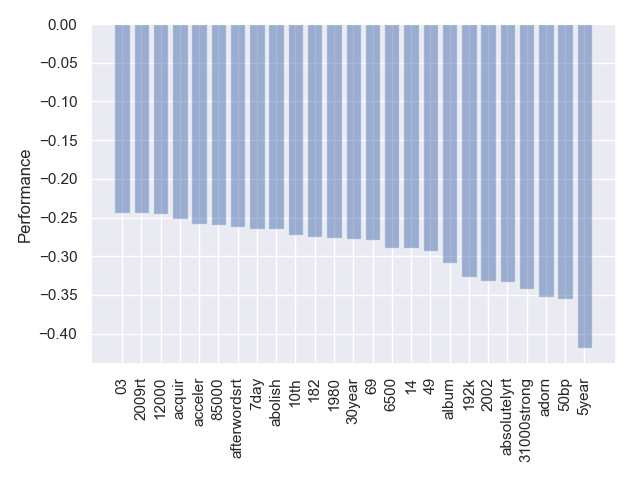 0.00
−0.05
−0.10
−0.15
−0.20
−0.25
−0.30
−0.35
−0.40
Performance
03
2009rt
12000
acquir
acceler
85000
afterwordsrt
7day
abolish
10th
182
1980
30year
69
6500
14
49
album
192k
2002
absolutelyrt
31000strong
adorn
50bp
5year